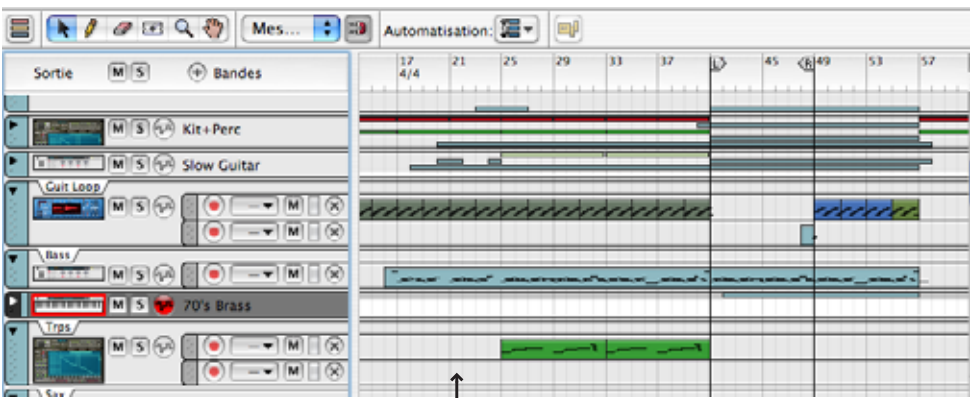 Mes... Automatisation:
Sortie M S Bandes
17 21 25 29 33 37 L 45 R 49 53 57
4/4
M S Kit+Perc
M S Slow Guitar
Guit Loop
M S M
M
Bass
M S M
M S 70's Brass
Trps
M S M
M
Sax